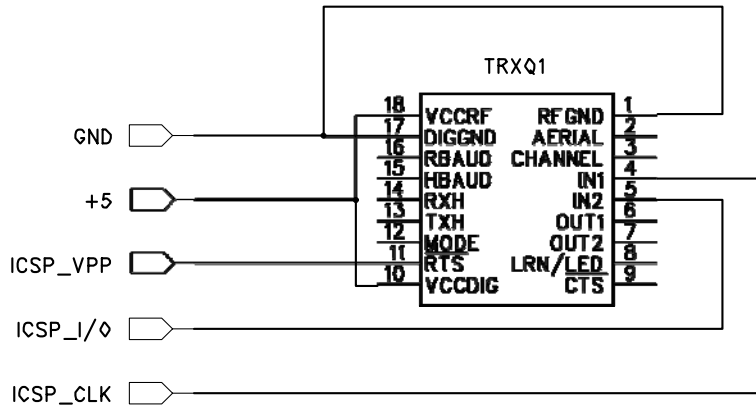 TRXQ1
18 VCCRF RFGND 1
GND 17 DIGGND AERIAL 2
16 RBAUD CHANNEL 3
15 HBAUD IN1 4
+5 14 RXH IN2 5
13 TXH OUT1 6
12 MODE OUT2 7
ICSP_VPP 11 RTS LRN/LED 8
10 VCCDIG CTS 9
ICSP_I/O
ICSP_CLK